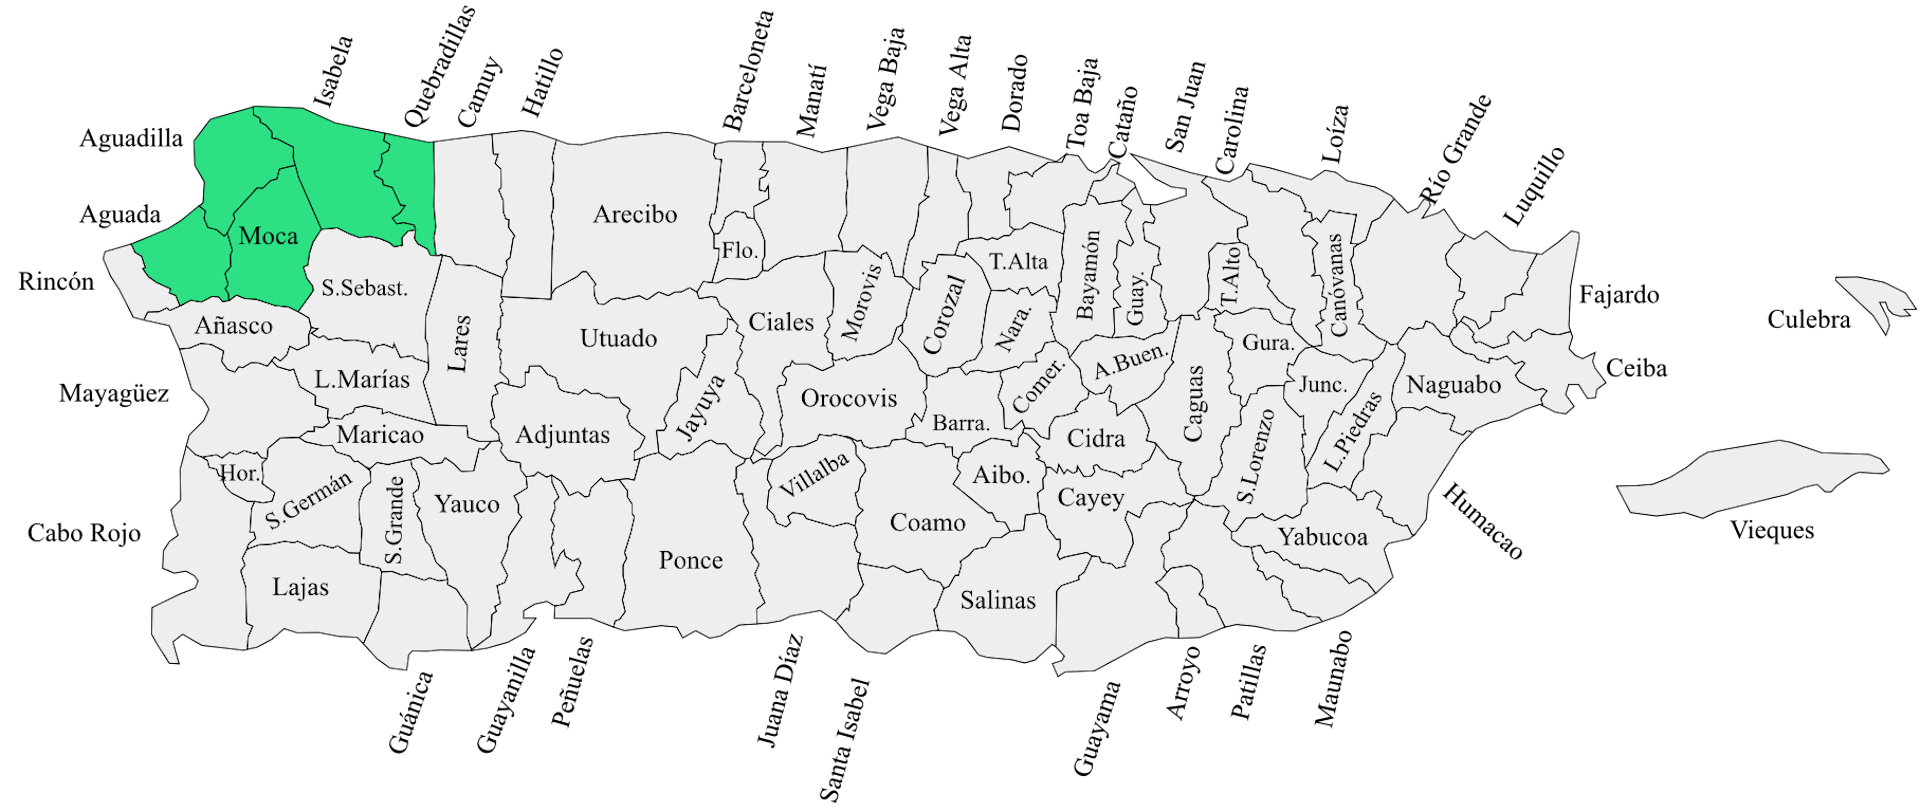 Isabela
Quebradillas
Camuy
Hatillo
Barceloneta
Manatí
Vega Baja
Vega Alta
Dorado
Toa Baja
Cataño
San Juan
Carolina
Loíza
Río Grande
Luquillo
Aguadilla
Aguada
Moca
Arecibo
Flo.
T.Alta
Bayamón
Guay.
T.Alto
Canóvanas
Rincón
S.Sebast.
Añasco
Lares
Utuado
Ciales
Morovis
Corozal
Nara.
Fajardo
Culebra
Mayagüez
L.Marías
Jayuya
Orocovis
Barra.
Comer.
A.Buen.
Caguas
Gura.
Junc.
L.Piedras
Naguabo
Ceiba
Maricao
Adjuntas
Cidra
S.Lorenzo
Hor.
S.Germán
S.Grande
Yauco
Villalba
Aibo.
Cayey
Coamo
Cabo Rojo
Ponce
Yabucoa
Humacao
Vieques
Lajas
Salinas
Guánica
Guayanilla
Peñuelas
Juana Díaz
Santa Isabel
Guayama
Arroyo
Patillas
Maunabo